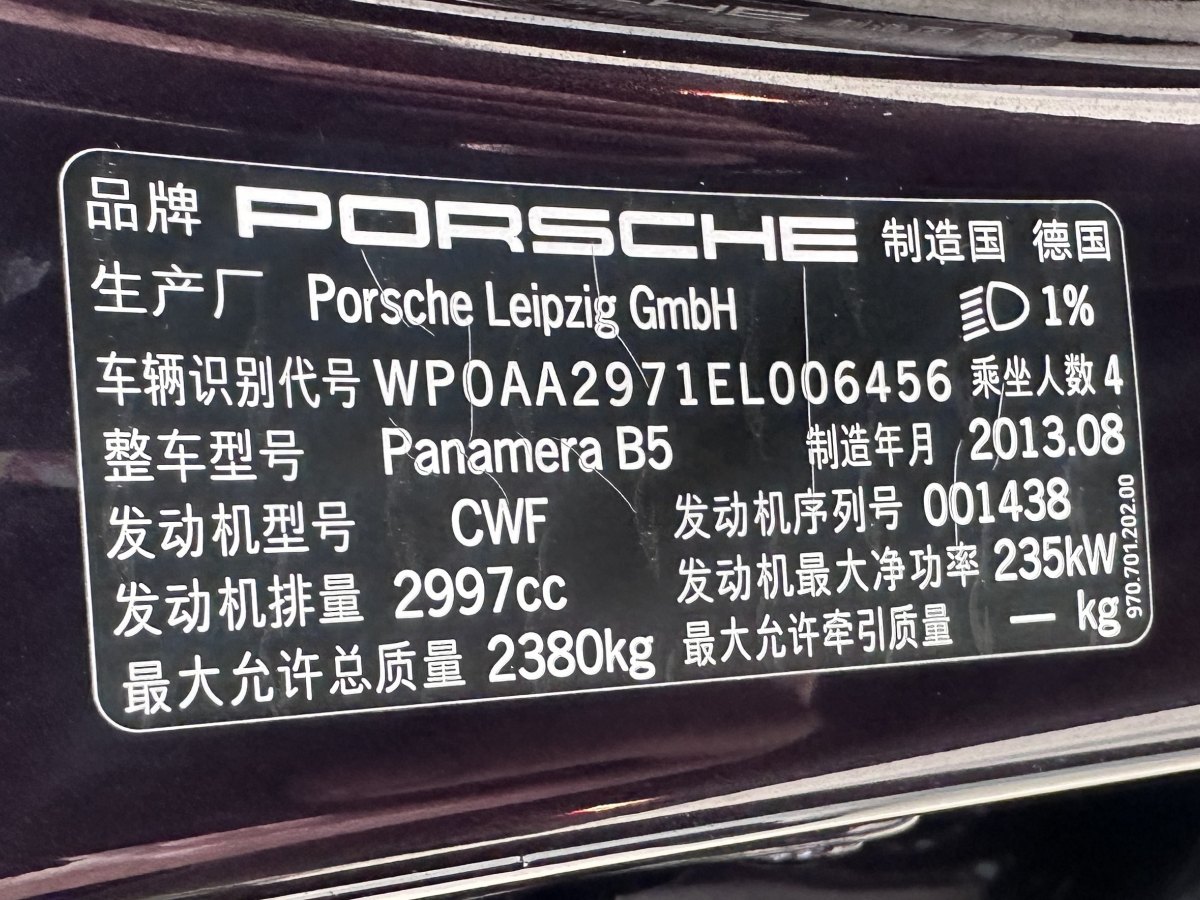 品牌 PORSCHE 制造国 德国
生产厂 Porsche Leipzig GmbH 1%
车辆识别代号 WP0AA2971EL006456 乘坐人数 4
整车型号 Panamera B5 制造年月 2013.08
发动机型号 CWF 发动机序列号 001438
发动机排量 2997cc 发动机最大净功率 235kW
最大允许总质量 2380kg 最大允许牵引质量 — kg
970.701.202.00